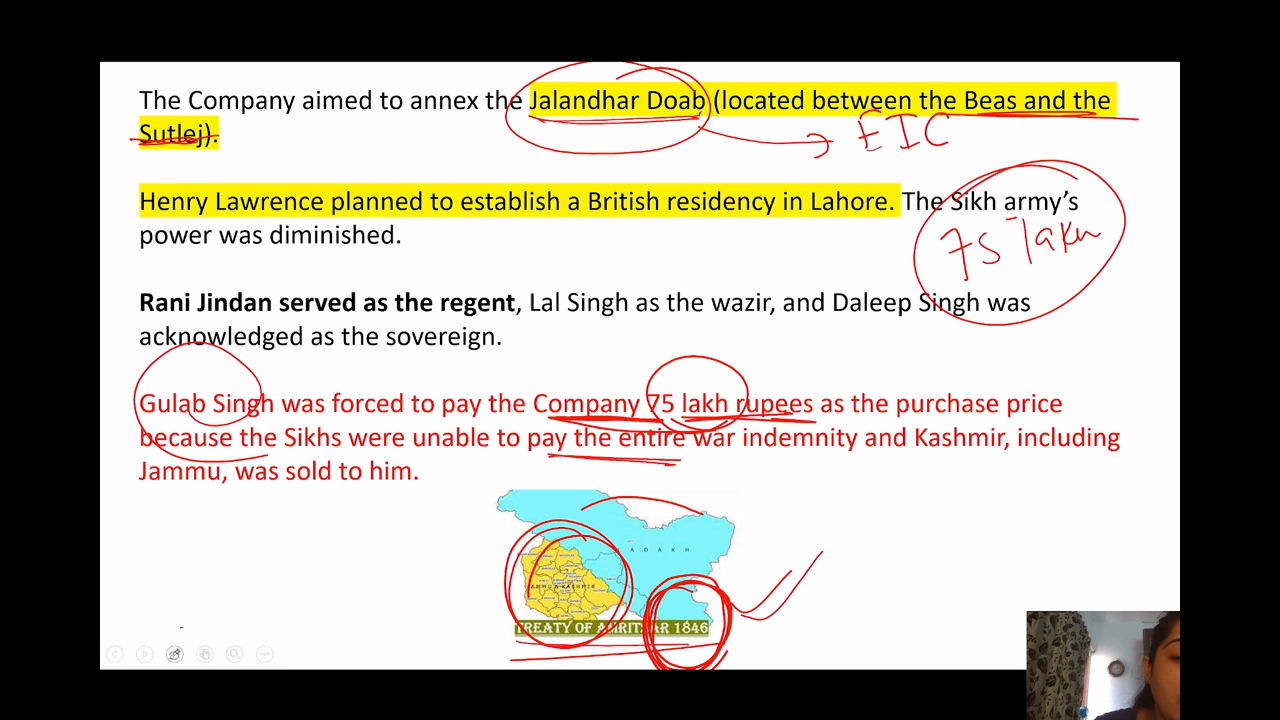 The Company aimed to annex the Jalandhar Doab (located between the Beas and the
Sutlej).
EIC
Henry Lawrence planned to establish a British residency in Lahore. The Sikh army's
power was diminished.
75 lakh
Rani Jindan served as the regent, Lal Singh as the wazir, and Daleep Singh was
acknowledged as the sovereign.
Gulab Singh was forced to pay the Company 75 lakh rupees as the purchase price
because the Sikhs were unable to pay the entire war indemnity and Kashmir, including
Jammu, was sold to him.
LADAKH
JAMMU & KASHMIR
TREATY OF AMRITSAR 1846